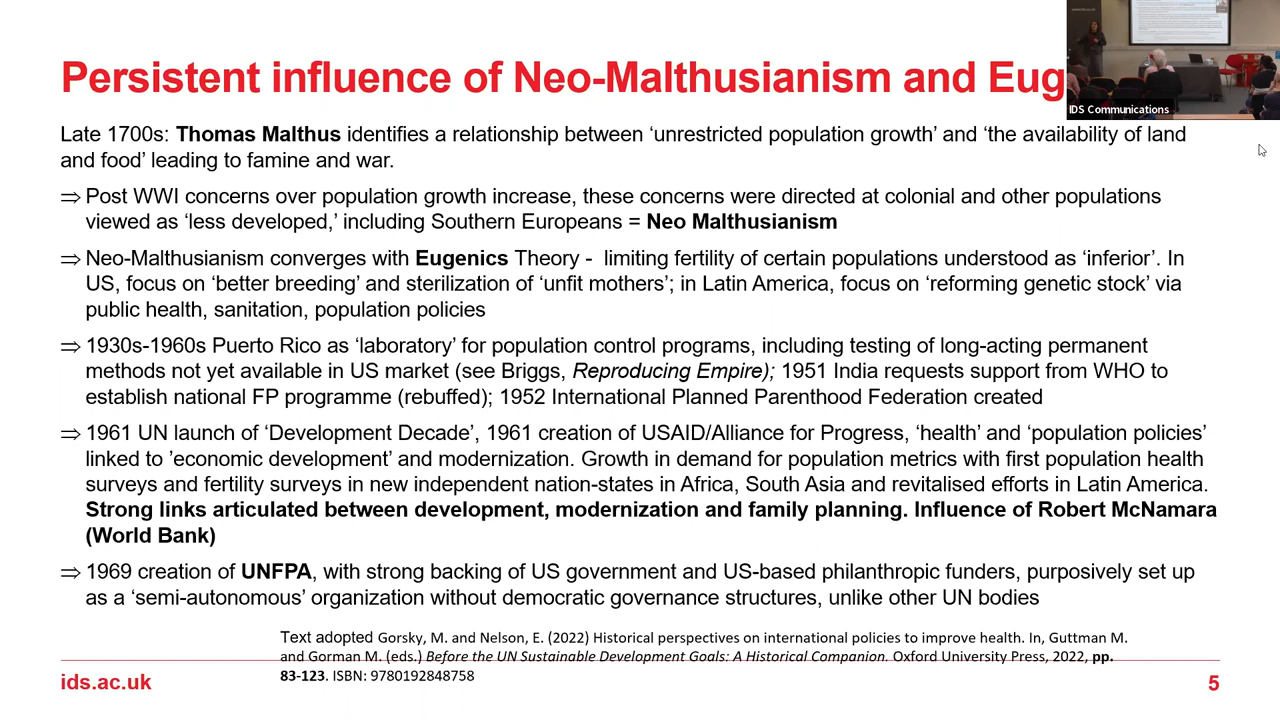 Persistent influence of Neo-Malthusianism and Eug
IDS Communications
Late 1700s: Thomas Malthus identifies a relationship between ‘unrestricted population growth’ and ‘the availability of land
and food’ leading to famine and war.
⇒ Post WWI concerns over population growth increase, these concerns were directed at colonial and other populations
viewed as ‘less developed,’ including Southern Europeans = Neo Malthusianism
⇒ Neo-Malthusianism converges with Eugenics Theory - limiting fertility of certain populations understood as ‘inferior’. In
US, focus on ‘better breeding’ and sterilization of ‘unfit mothers’; in Latin America, focus on ‘reforming genetic stock’ via
public health, sanitation, population policies
⇒ 1930s-1960s Puerto Rico as ‘laboratory’ for population control programs, including testing of long-acting permanent
methods not yet available in US market (see Briggs, Reproducing Empire); 1951 India requests support from WHO to
establish national FP programme (rebuffed); 1952 International Planned Parenthood Federation created
⇒ 1961 UN launch of ‘Development Decade’, 1961 creation of USAID/Alliance for Progress, ‘health’ and ‘population policies’
linked to ’economic development’ and modernization. Growth in demand for population metrics with first population health
surveys and fertility surveys in new independent nation-states in Africa, South Asia and revitalised efforts in Latin America.
Strong links articulated between development, modernization and family planning. Influence of Robert McNamara
(World Bank)
⇒ 1969 creation of UNFPA, with strong backing of US government and US-based philanthropic funders, purposively set up
as a ‘semi-autonomous’ organization without democratic governance structures, unlike other UN bodies
Text adopted Gorsky, M. and Nelson, E. (2022) Historical perspectives on international policies to improve health. In, Guttman M.
and Gorman M. (eds.) Before the UN Sustainable Development Goals: A Historical Companion. Oxford University Press, 2022, pp.
83-123. ISBN: 9780192848758
ids.ac.uk
5